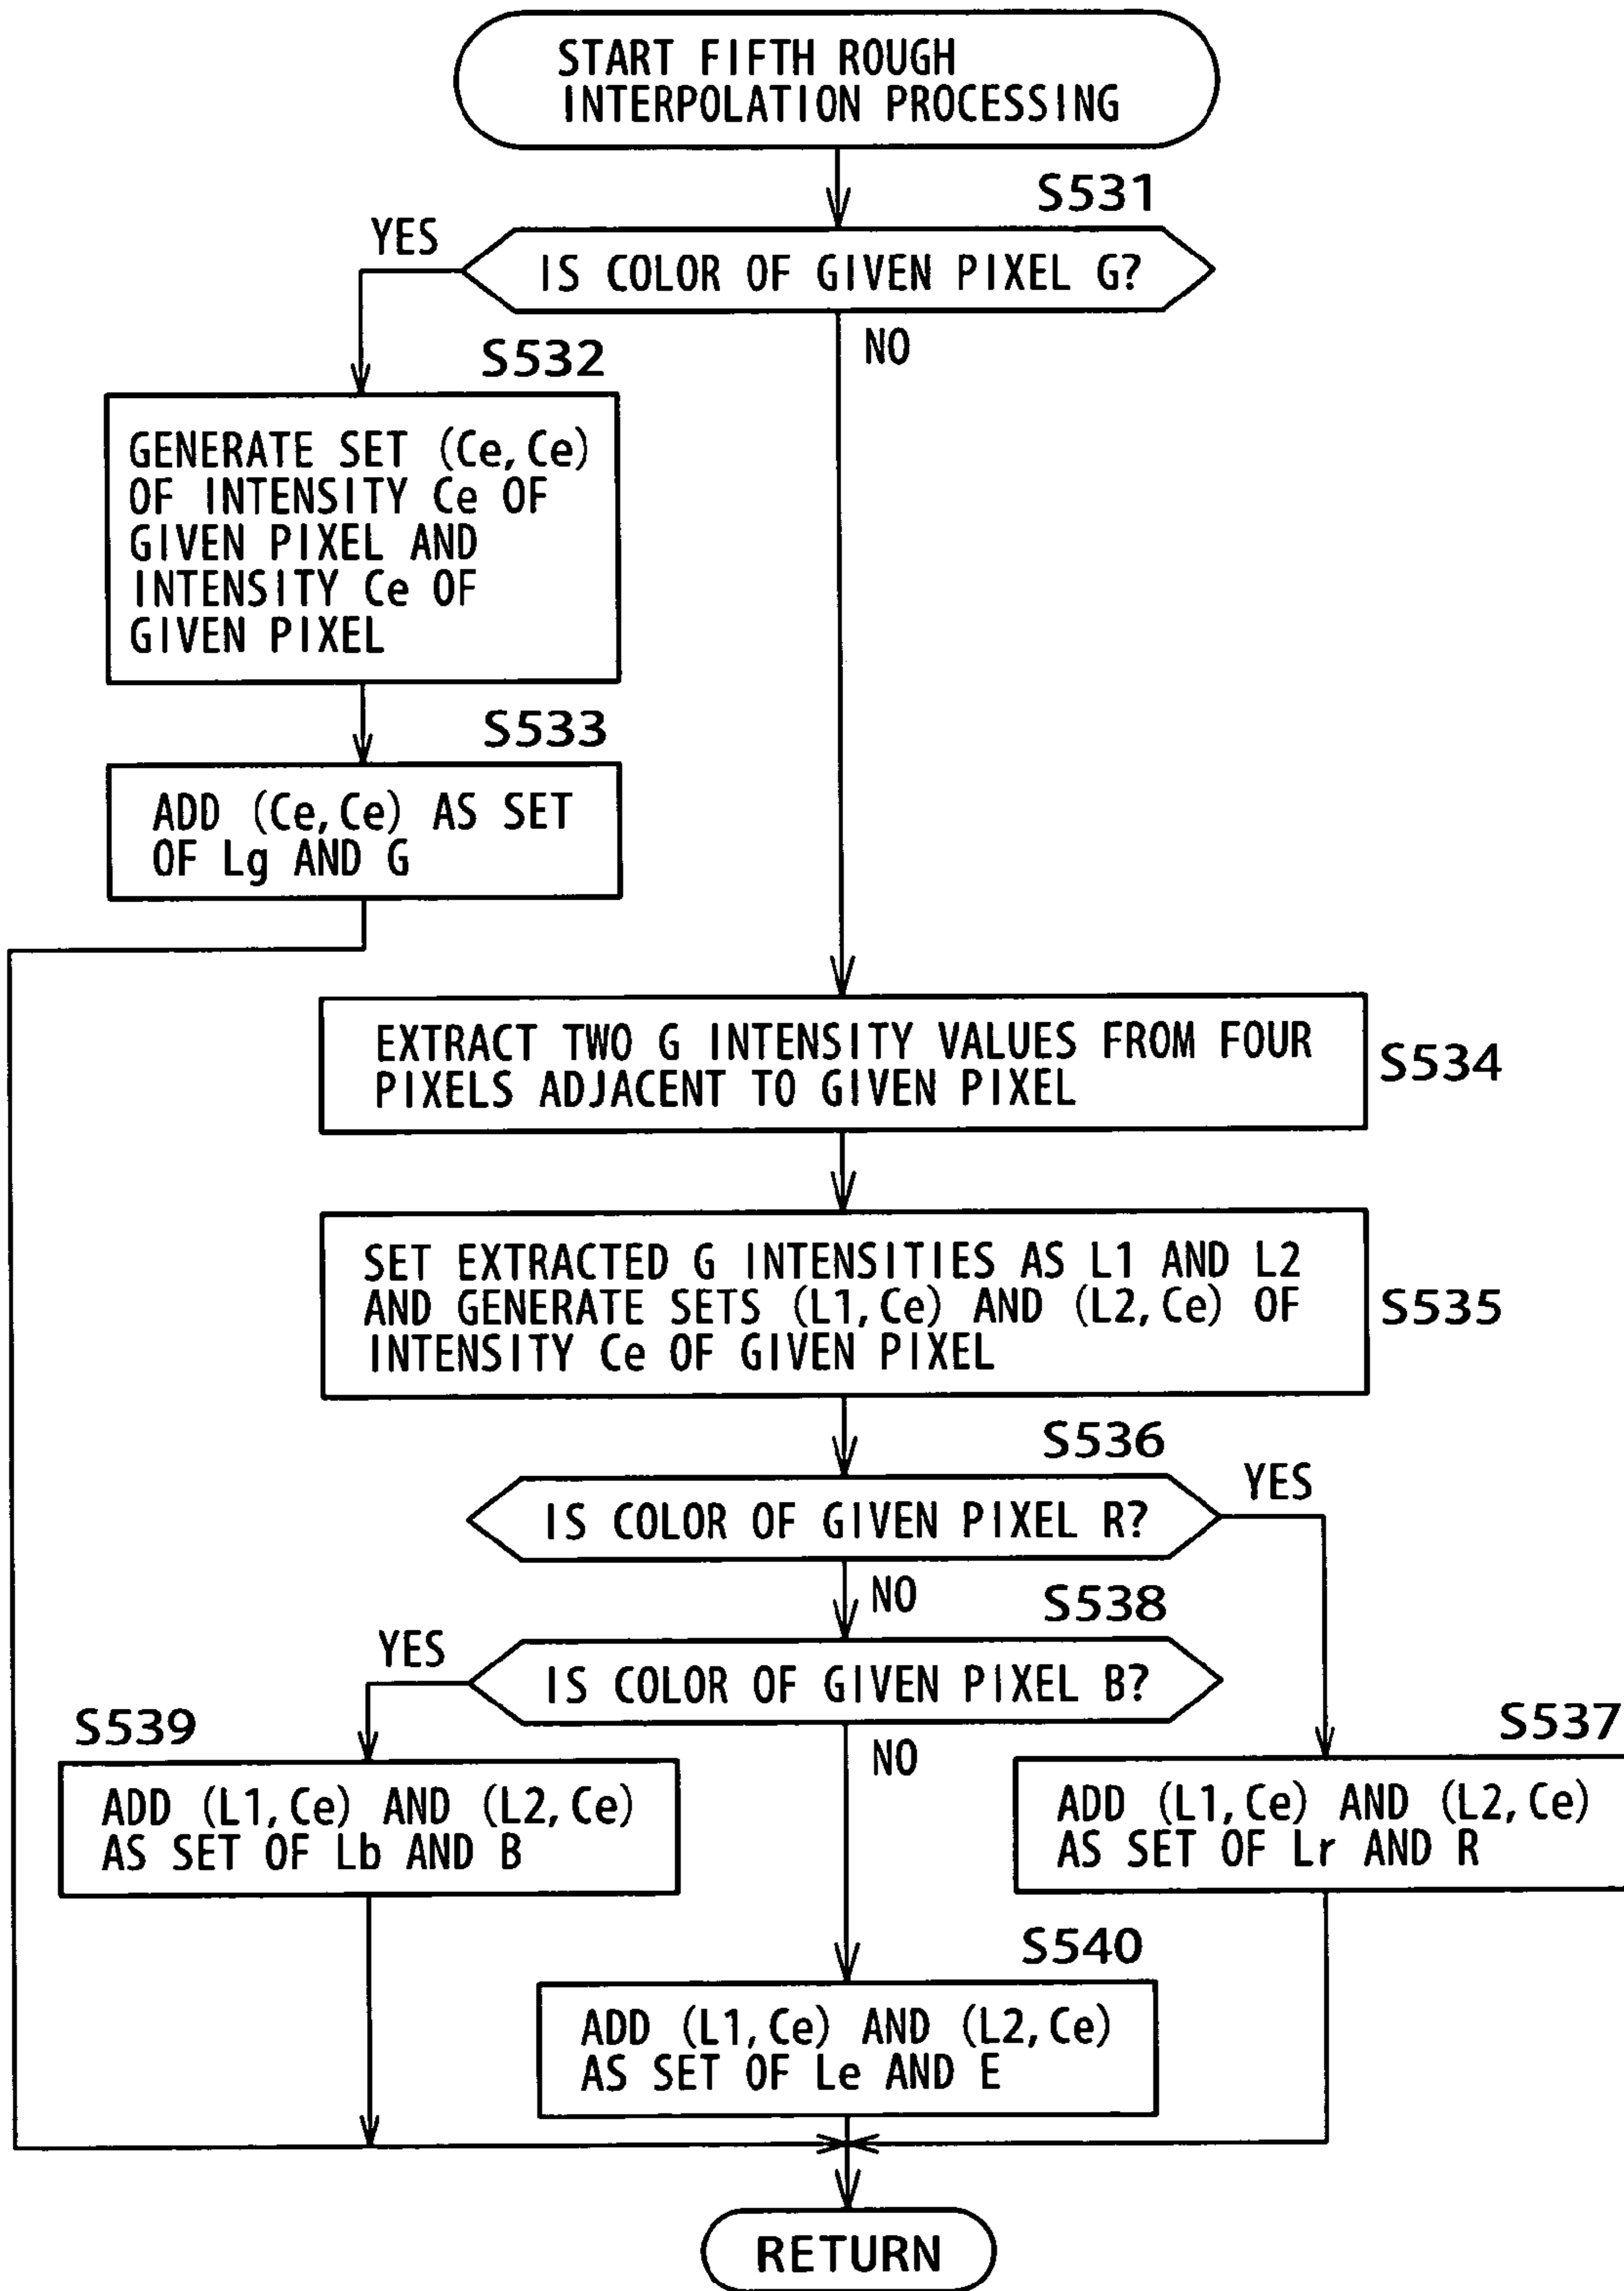 START FIFTH ROUGH
INTERPOLATION PROCESSING
S531
YES
IS COLOR OF GIVEN PIXEL G?
NO
S532
GENERATE SET (Ce, Ce)
OF INTENSITY Ce OF
GIVEN PIXEL AND
INTENSITY Ce OF
GIVEN PIXEL
S533
ADD (Ce, Ce) AS SET
OF Lg AND G
EXTRACT TWO G INTENSITY VALUES FROM FOUR
PIXELS ADJACENT TO GIVEN PIXEL
S534
SET EXTRACTED G INTENSITIES AS L1 AND L2
AND GENERATE SETS (L1, Ce) AND (L2, Ce) OF
INTENSITY Ce OF GIVEN PIXEL
S535
S536
YES
IS COLOR OF GIVEN PIXEL R?
NO
S538
YES
IS COLOR OF GIVEN PIXEL B?
NO
S539
ADD (L1, Ce) AND (L2, Ce)
AS SET OF Lb AND B
S537
ADD (L1, Ce) AND (L2, Ce)
AS SET OF Lr AND R
S540
ADD (L1, Ce) AND (L2, Ce)
AS SET OF Le AND E
RETURN